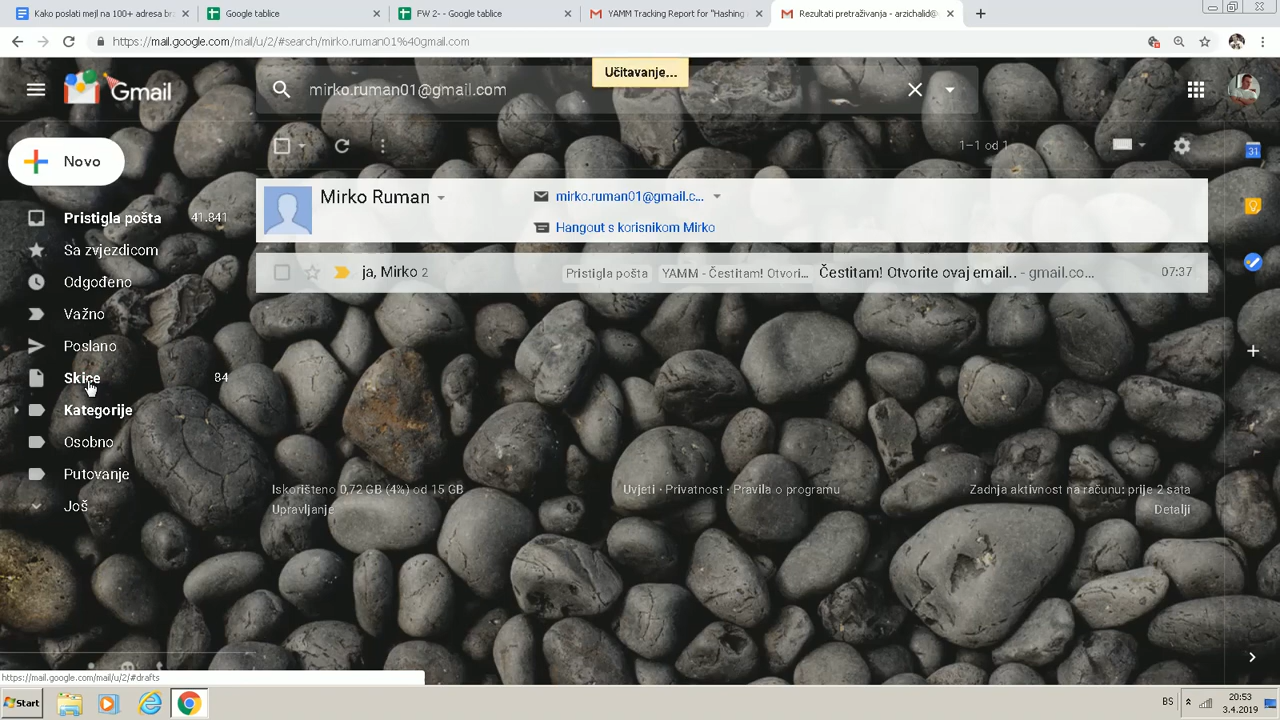 Kako poslati mejl na 100+ adresa br
Google tablice
FW 2- - Google tablice
YAMM Tracking Report for "Hashing
Rezultati pretraživanja - arzichalid@
https://mail.google.com/mail/u/2/#search/mirko.ruman01%40gmail.com
Učitavanje...
Gmail
mirko.ruman01@gmail.com
1–1 od 1
Novo
Mirko Ruman
mirko.ruman01@gmail.c...
Hangout s korisnikom Mirko
Pristigla pošta 41.841
Sa zvjezdicom
ja, Mirko 2 Pristigla pošta YAMM - Čestitam! Otvori... Čestitam! Otvorite ovaj email.. - gmail.co... 07:37
Odgođeno
Važno
Poslano
Skice 84
Kategorije
Osobno
Putovanje
Još
Iskorišteno 0,72 GB (4%) od 15 GB
Upravljanje
Uvjeti · Privatnost · Pravila o programu
Zadnja aktivnost na računu: prije 2 sata
Detalji
31
https://mail.google.com/mail/u/2/#drafts
Start
BS
20:53
3.4.2019